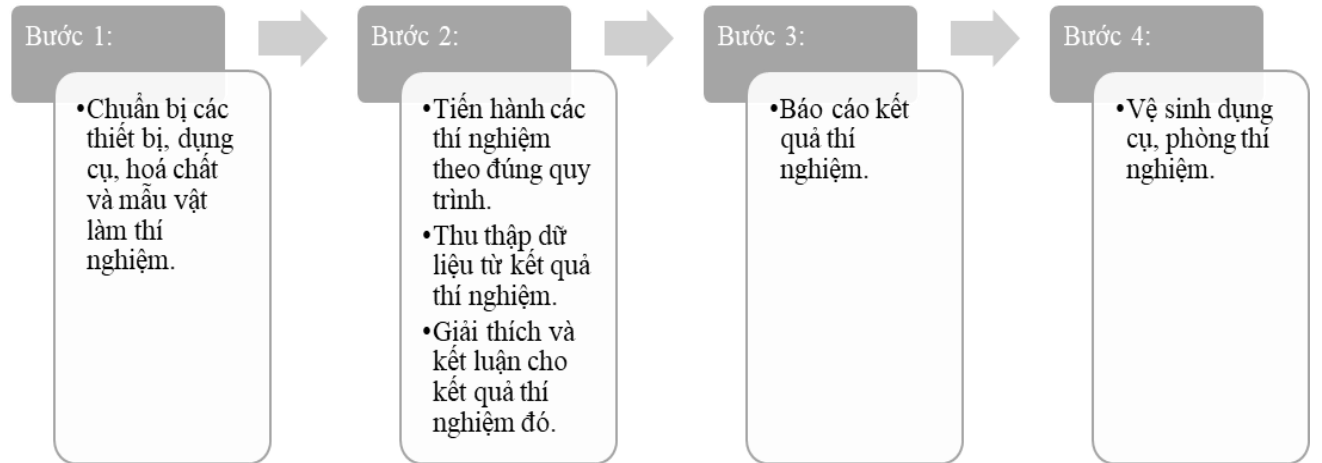 Bước 1:
•Chuẩn bị các
thiết bị, dụng
cụ, hoá chất
và mẫu vật
làm thí
nghiệm.
Bước 2:
•Tiến hành các
thí nghiệm
theo đúng quy
trình.
•Thu thập dữ
liệu từ kết quả
thí nghiệm.
•Giải thích và
kết luận cho
kết quả thí
nghiệm đó.
Bước 3:
•Báo cáo kết
quả thí
nghiệm.
Bước 4:
•Vệ sinh dụng
cụ, phòng thí
nghiệm.